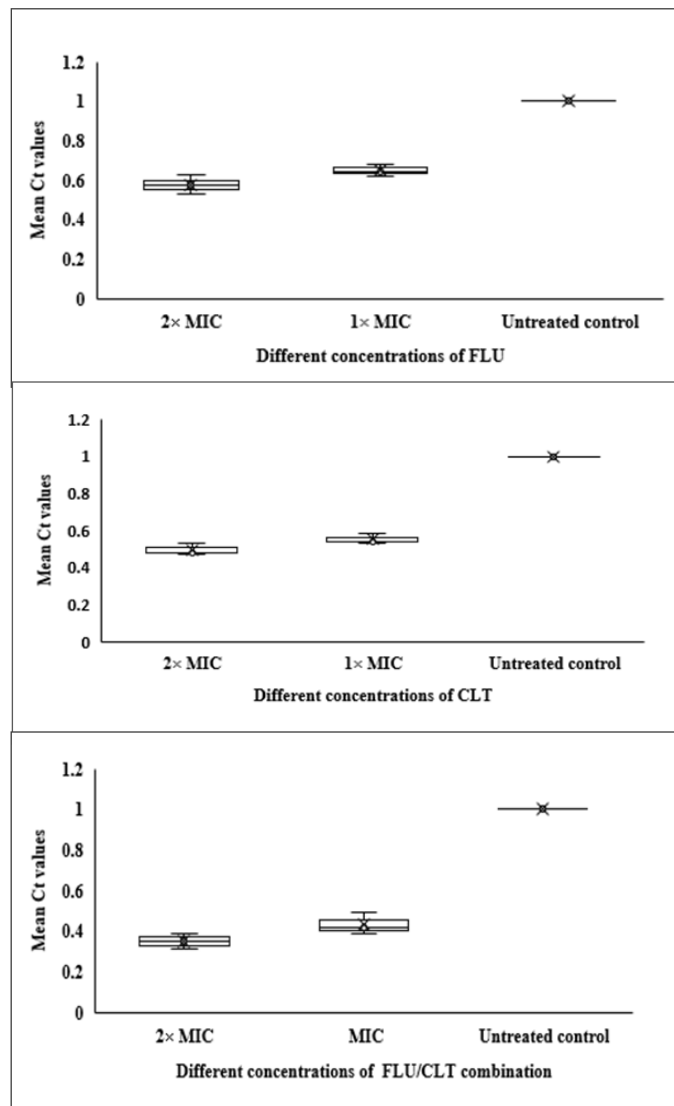 Mean Ct values
1.2
1
0.8
0.6
0.4
0.2
0
2× MIC 1× MIC Untreated control
Different concentrations of FLU
Mean Ct values
1.2
1
0.8
0.6
0.4
0.2
0
2× MIC 1× MIC Untreated control
Different concentrations of CLT
Mean Ct values
1.2
1
0.8
0.6
0.4
0.2
0
2× MIC MIC Untreated control
Different concentrations of FLU/CLT combination